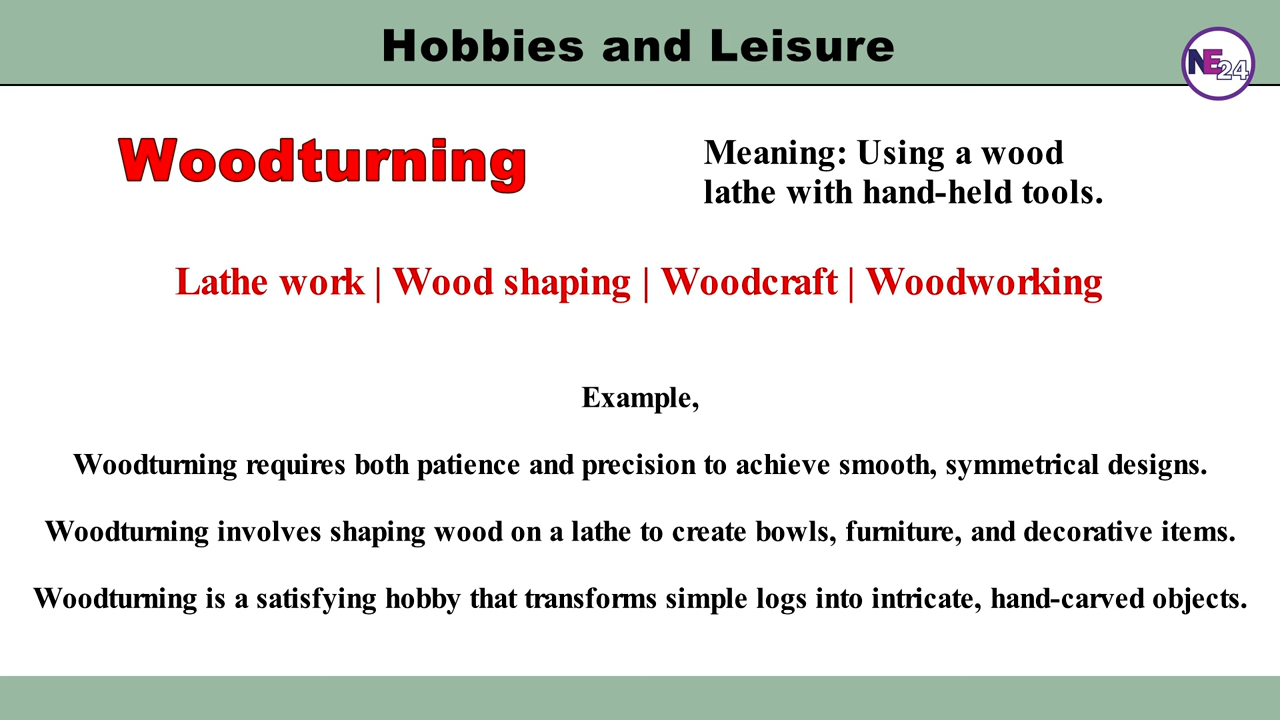 Hobbies and Leisure
NE24
Woodturning
Meaning: Using a wood
lathe with hand-held tools.
Lathe work | Wood shaping | Woodcraft | Woodworking
Example,
Woodturning requires both patience and precision to achieve smooth, symmetrical designs.
Woodturning involves shaping wood on a lathe to create bowls, furniture, and decorative items.
Woodturning is a satisfying hobby that transforms simple logs into intricate, hand-carved objects.